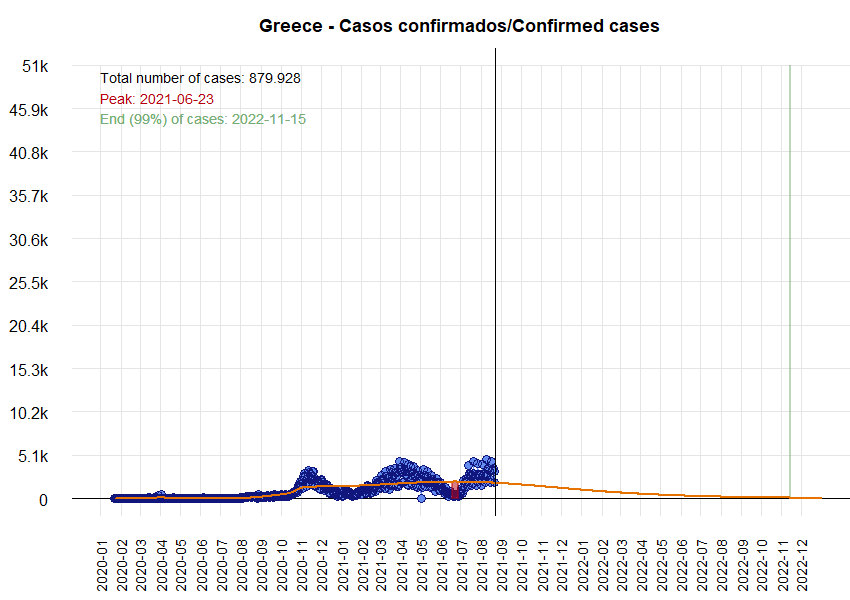 Greece - Casos confirmados/Confirmed cases
51k
45.9k
40.8k
35.7k
30.6k
25.5k
20.4k
15.3k
10.2k
5.1k
0
Total number of cases: 879.928
Peak: 2021-06-23
End (99%) of cases: 2022-11-15
2020-01
2020-02
2020-03
2020-04
2020-05
2020-06
2020-07
2020-08
2020-09
2020-10
2020-11
2020-12
2021-01
2021-02
2021-03
2021-04
2021-05
2021-06
2021-07
2021-08
2021-09
2021-10
2021-11
2021-12
2022-01
2022-02
2022-03
2022-04
2022-05
2022-06
2022-07
2022-08
2022-09
2022-10
2022-11
2022-12